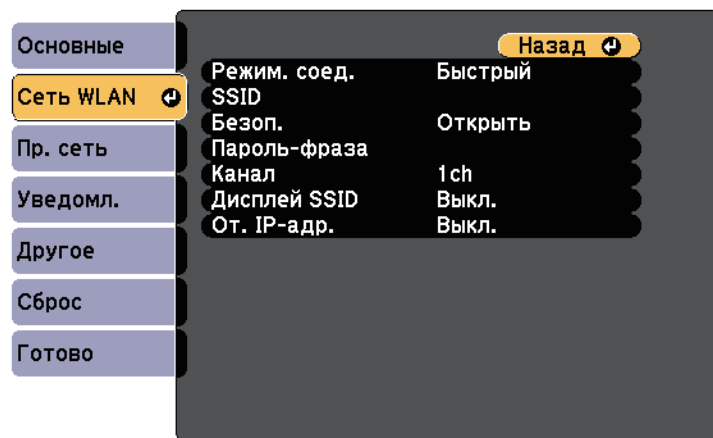 Основные
Сеть WLAN
Пр. сеть
Уведомл.
Другое
Сброс
Готово
Назад
Режим. соед. Быстрый
SSID
Безоп. Открыть
Пароль-фраза
Канал 1ch
Дисплей SSID Выкл.
От. IP-адр. Выкл.